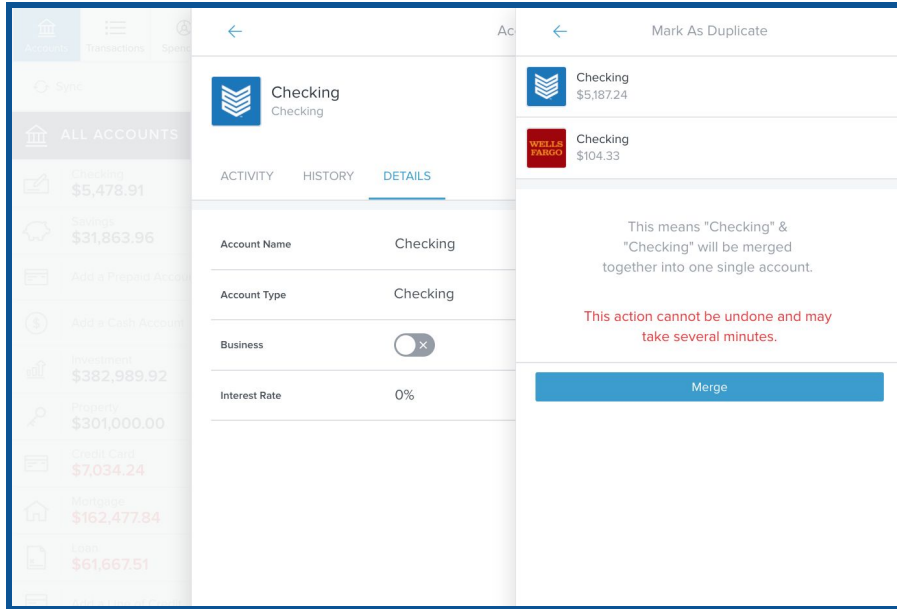 Accounts
Transactions
Sync
ALL ACCOUNTS
Checking
$5,478.91
Savings
$31,863.96
Add a Prepaid Accou
Add a Cash Account
Investment
$382,989.92
Property
$301,000.00
Credit Card
$7,034.24
Mortgage
$162,477.84
Loan
$61,667.51
Ac
Checking
Checking
ACTIVITY HISTORY DETAILS
Account Name Checking
Account Type Checking
Business
Interest Rate 0%
Mark As Duplicate
Checking
$5,187.24
WELLS
FARGO
Checking
$104.33
This means "Checking" &
"Checking" will be merged
together into one single account.
This action cannot be undone and may
take several minutes.
Merge